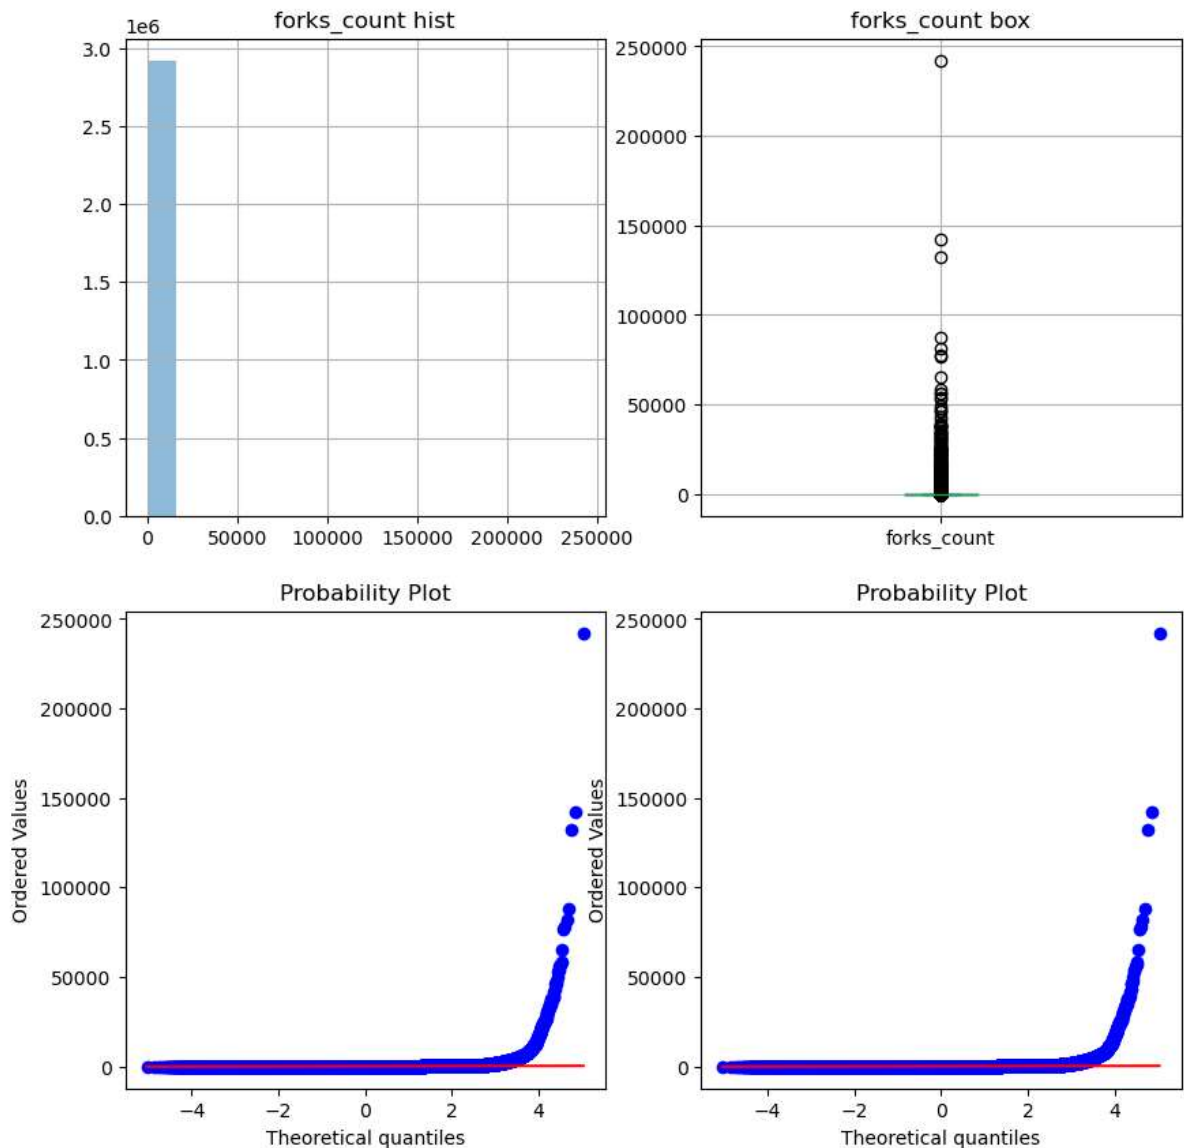 forks_count hist
1e6
3.0
2.5
2.0
1.5
1.0
0.5
0.0
0 50000 100000 150000 200000 250000
forks_count box
250000
200000
150000
100000
50000
0
forks_count
Probability Plot
Ordered Values
250000
200000
150000
100000
50000
0
−4 −2 0 2 4
Theoretical quantiles
Probability Plot
Ordered Values
250000
200000
150000
100000
50000
0
−4 −2 0 2 4
Theoretical quantiles